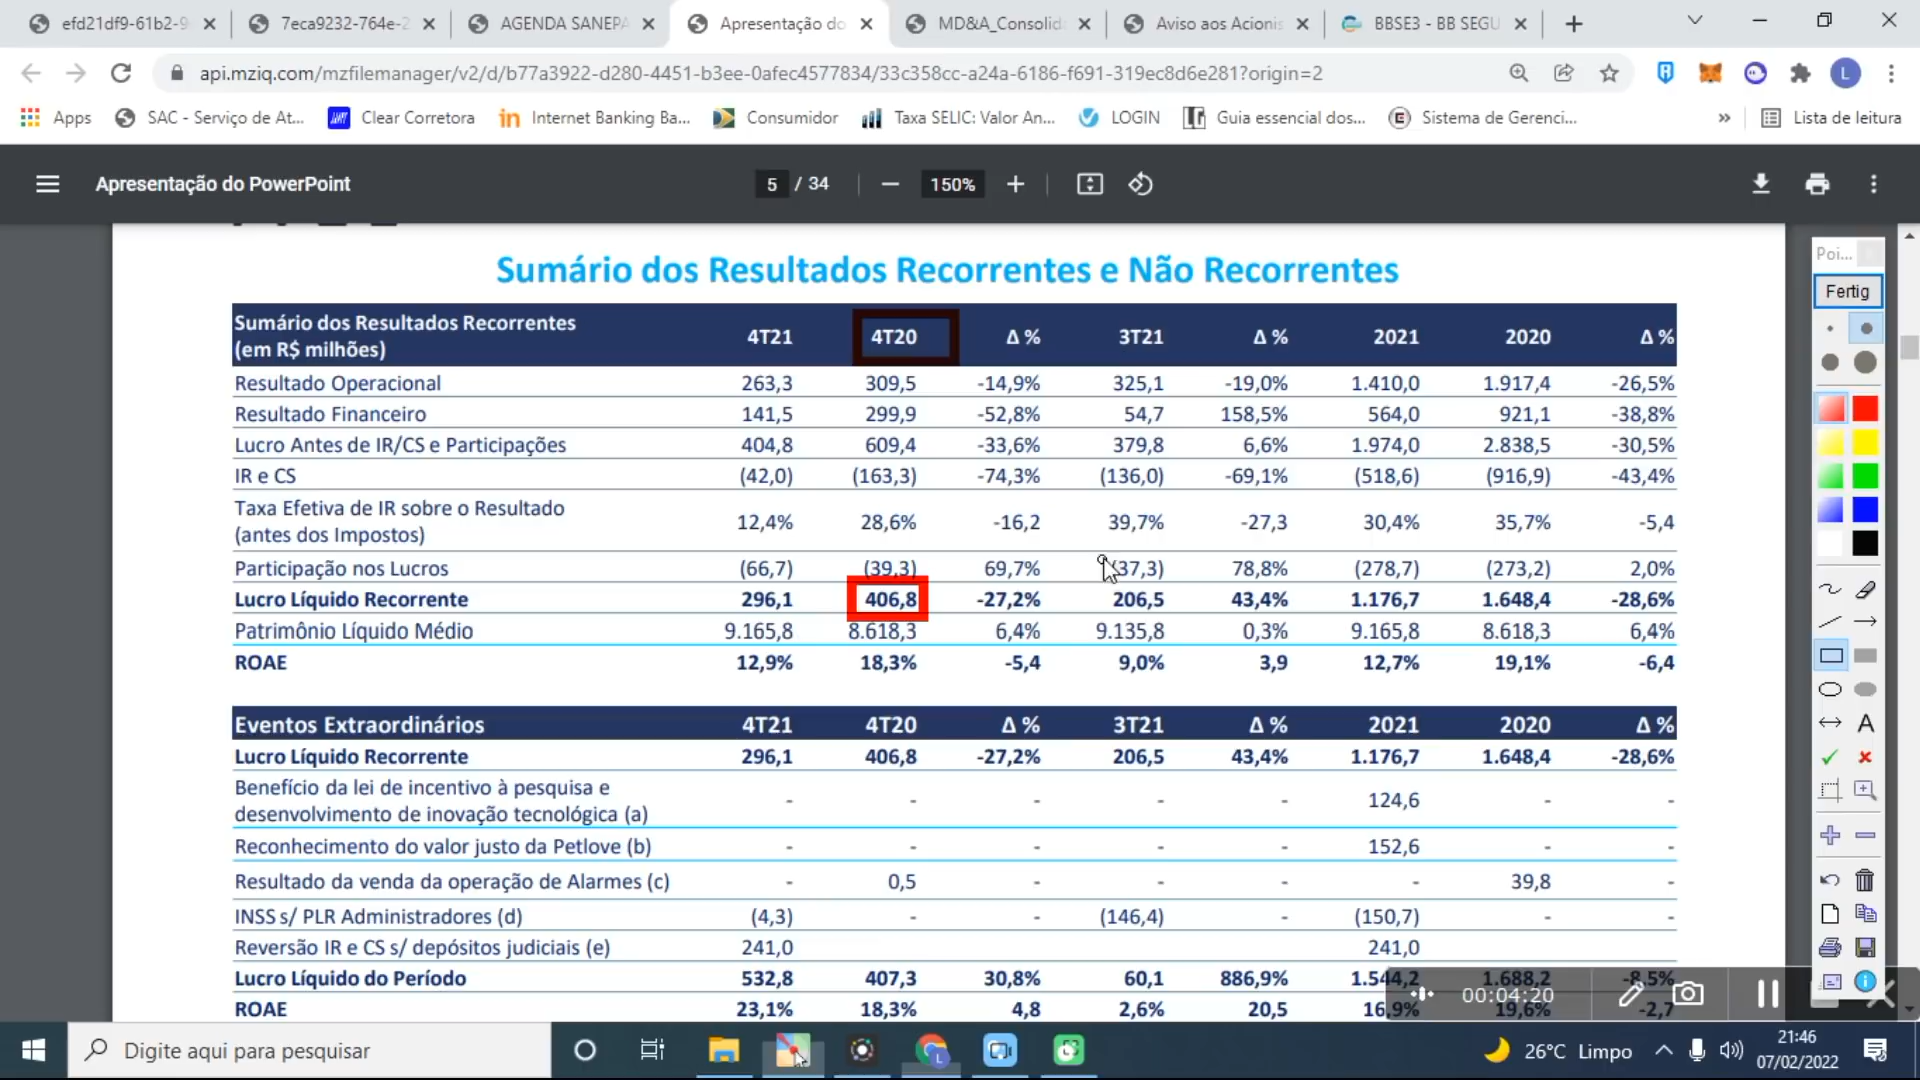 efd21df9-61b2-9
7eca9232-764e-2
AGENDA SANEPA
Apresentação do
MD&A_Consolid
Aviso aos Acionis
BBSE3 - BB SEGU
api.mziq.com/mzfilemanager/v2/d/b77a3922-d280-4451-b3ee-0afec4577834/33c358cc-a24a-6186-f691-319ec8d6e281?origin=2
L
Apps
SAC - Serviço de At...
Clear Corretora
in Internet Banking Ba...
Consumidor
Taxa SELIC: Valor An...
LOGIN
Guia essencial dos...
Sistema de Gerenci...
»
Lista de leitura
Apresentação do PowerPoint
5 / 34
150%
Poi...
Fertig
Sumário dos Resultados Recorrentes e Não Recorrentes
Sumário dos Resultados Recorrentes
(em R$ milhões) 4T21 4T20 Δ % 3T21 Δ % 2021 2020 Δ %
Resultado Operacional 263,3 309,5 -14,9% 325,1 -19,0% 1.410,0 1.917,4 -26,5%
Resultado Financeiro 141,5 299,9 -52,8% 54,7 158,5% 564,0 921,1 -38,8%
Lucro Antes de IR/CS e Participações 404,8 609,4 -33,6% 379,8 6,6% 1.974,0 2.838,5 -30,5%
IR e CS (42,0) (163,3) -74,3% (136,0) -69,1% (518,6) (916,9) -43,4%
Taxa Efetiva de IR sobre o Resultado
(antes dos Impostos) 12,4% 28,6% -16,2 39,7% -27,3 30,4% 35,7% -5,4
Participação nos Lucros (66,7) (39,3) 69,7% 37,3) 78,8% (278,7) (273,2) 2,0%
Lucro Líquido Recorrente 296,1 406,8 -27,2% 206,5 43,4% 1.176,7 1.648,4 -28,6%
Patrimônio Líquido Médio 9.165,8 8.618,3 6,4% 9.135,8 0,3% 9.165,8 8.618,3 6,4%
ROAE 12,9% 18,3% -5,4 9,0% 3,9 12,7% 19,1% -6,4
Eventos Extraordinários 4T21 4T20 Δ % 3T21 Δ % 2021 2020 Δ %
Lucro Líquido Recorrente 296,1 406,8 -27,2% 206,5 43,4% 1.176,7 1.648,4 -28,6%
Benefício da lei de incentivo à pesquisa e
desenvolvimento de inovação tecnológica (a) - - - - - 124,6 - -
Reconhecimento do valor justo da Petlove (b) - - - - - 152,6 - -
Resultado da venda da operação de Alarmes (c) - 0,5 - - - - 39,8 -
INSS s/ PLR Administradores (d) (4,3) - - (146,4) - (150,7) - -
Reversão IR e CS s/ depósitos judiciais (e) 241,0 241,0
Lucro Líquido do Período 532,8 407,3 30,8% 60,1 886,9% 1.544,2 1.688,2 -8,5%
ROAE 23,1% 18,3% 4,8 2,6% 20,5 16,9% 19,6% -2,7
A
00:04:20
Digite aqui para pesquisar
26°C Limpo
21:46
07/02/2022